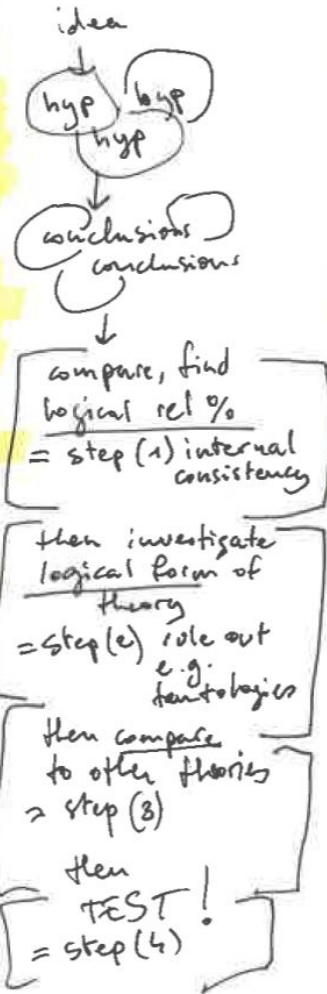 idea
hyp hyp
hyp
conclusions
conclusions
compare, find
logical rel %
= step (1) internal
consistency
then investigate
logical form of
theory
= step (2) rule out
e.g.
tautologies
then compare
to other theories
= step (3)
then
TEST!
= step (4)